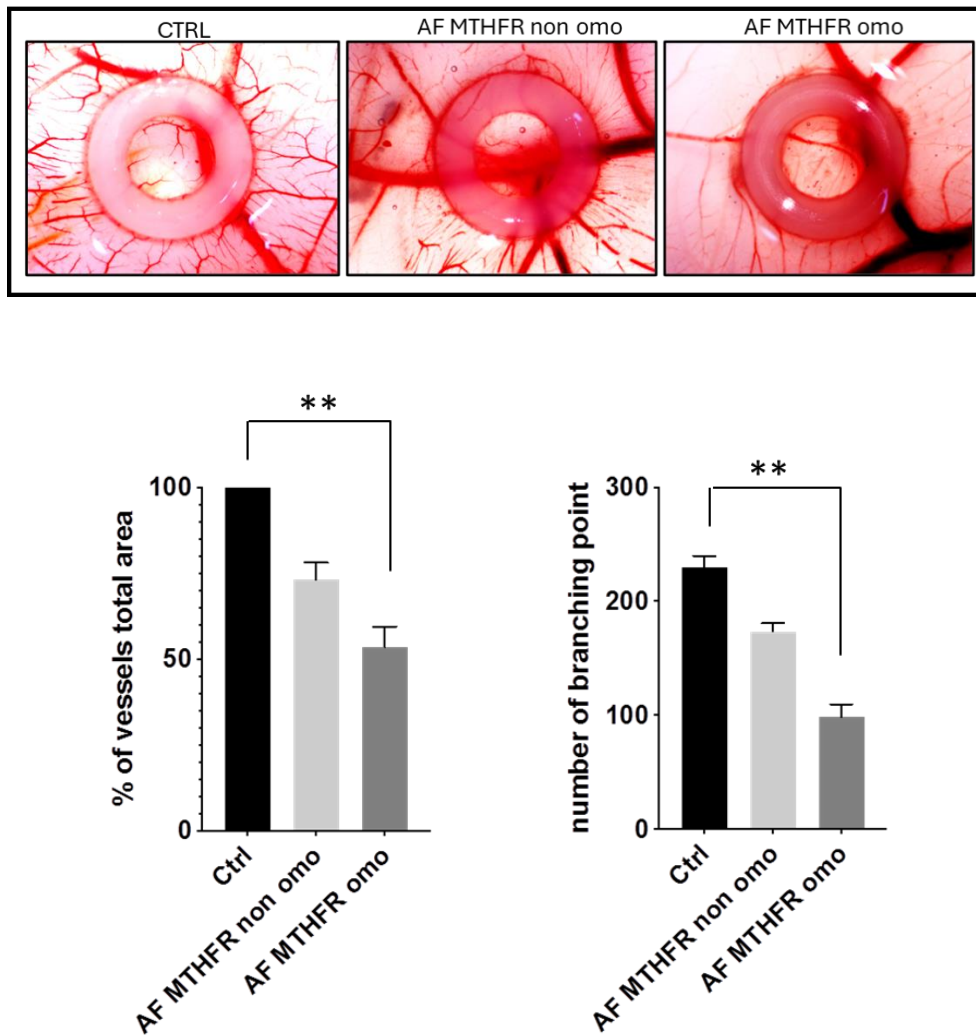 CTRL
AF MTHFR non omo
AF MTHFR omo
**
100
50
0
% of vessels total area
Ctrl
AF MTHFR non omo
AF MTHFR omo
**
300
200
100
0
number of branching point
Ctrl
AF MTHFR non omo
AF MTHFR omo